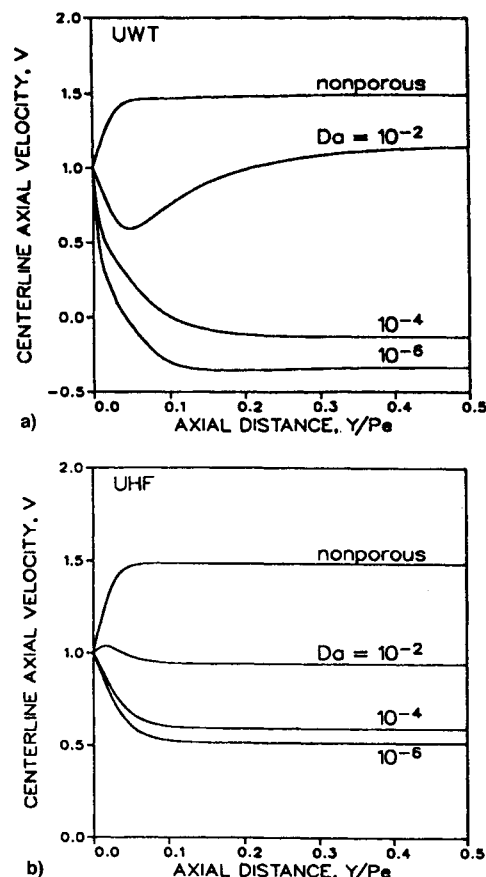 2.0
UWT
nonporous
1.5
Da = 10⁻²
1.0
0.5
0.0
10⁻⁴
10⁻⁶
-0.5
CENTERLINE AXIAL VELOCITY, V
0.0 0.1 0.2 0.3 0.4 0.5
a)
AXIAL DISTANCE, Y/Pe
2.0
UHF
nonporous
1.5
Da = 10⁻²
1.0
10⁻⁴
0.5
10⁻⁶
0.0
CENTERLINE AXIAL VELOCITY, V
0.0 0.1 0.2 0.3 0.4 0.5
b)
AXIAL DISTANCE, Y/Pe